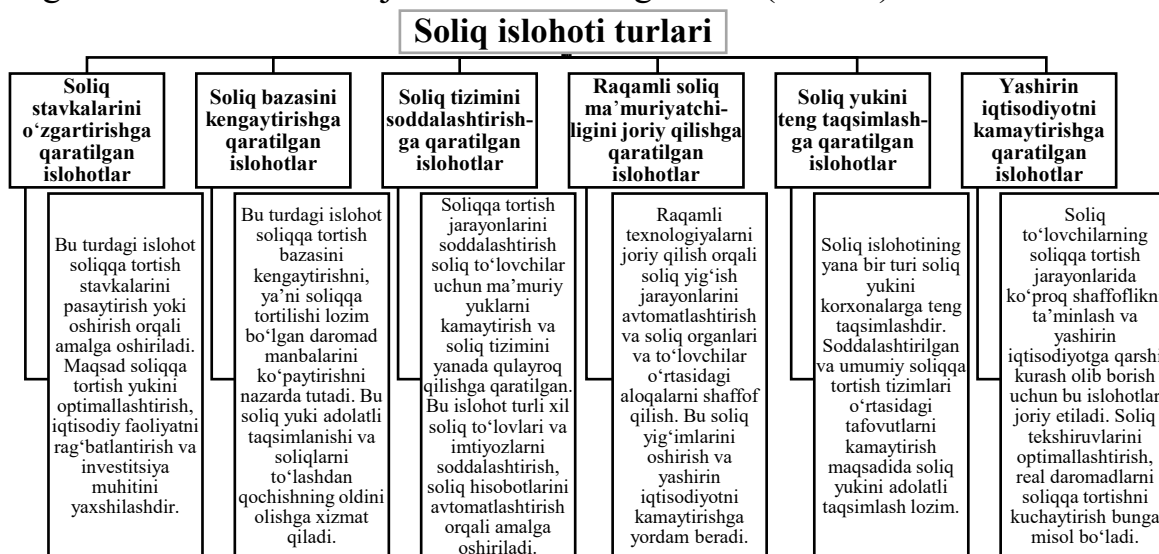 Soliq islohoti turlari
Soliq
stavkalarini
o‘zgartirishga
qaratilgan
islohotlar
Bu turdagi islohot
soliqqa tortish
stavkalarini
pasaytirish yoki
oshirish orqali
amalga oshiriladi.
Maqsad soliqqa
tortish yukini
optimallashtirish,
iqtisodiy faoliyatni
rag‘batlantirish va
investitsiya
muhitini
yaxshilashdir.
Soliq bazasini
kengaytirishga
qaratilgan
islohotlar
Bu turdagi islohot
soliqqa tortish
bazasini
kengaytirishni,
ya’ni soliqqa
tortilishi lozim
bo‘lgan daromad
manbalarini
ko‘paytirishni
nazarda tutadi. Bu
soliq yuki adolatli
taqsimlanishi va
soliqlarni
to‘lashdan
qochishning oldini
olishga xizmat
qiladi.
Soliq tizimini
soddalashtirish-
ga qaratilgan
islohotlar
Soliqqa tortish
jarayonlarini
soddalashtirish
soliq to‘lovchilar
uchun ma’muriy
yuklarni
kamaytirish va
soliq tizimini
yanada qulayroq
qilishga qaratilgan.
Bu islohot turli xil
soliq to‘lovlari va
imtiyozlarni
soddalashtirish,
soliq hisobotlarini
avtomatlashtirish
orqali amalga
oshiriladi.
Raqamli soliq
ma’muriyatchi-
ligini joriy qilishga
qaratilgan
islohotlar
Raqamli
texnologiyalarni
joriy qilish orqali
soliq yig‘ish
jarayonlarini
avtomatlashtirish
va soliq organlari
va to‘lovchilar
o‘rtasidagi
aloqalarni shaffof
qilish. Bu soliq
yig‘imlarini
oshirish va
yashirin
iqtisodiyotni
kamaytirishga
yordam beradi.
Soliq yukini
teng taqsimlash-
ga qaratilgan
islohotlar
Soliq islohotining
yana bir turi soliq
yukini
korxonalarga teng
taqsimlashdir.
Soddalashtirilgan
va umumiy soliqqa
tortish tizimlari
o‘rtasidagi
tafovutlarni
kamaytirish
maqsadida soliq
yukini adolatli
taqsimlash lozim.
Yashirin
iqtisodiyotni
kamaytirishga
qaratilgan
islohotlar
Soliq
to‘lovchilarning
soliqqa tortish
jarayonlarida
ko‘proq shaffoflikni
ta’minlash va
yashirin
iqtisodiyotga qarshi
kurash olib borish
uchun bu islohotlar
joriy etiladi. Soliq
tekshiruvlarini
optimallashtirish,
real daromadlarni
soliqqa tortishni
kuchaytirish bunga
misol bo‘ladi.